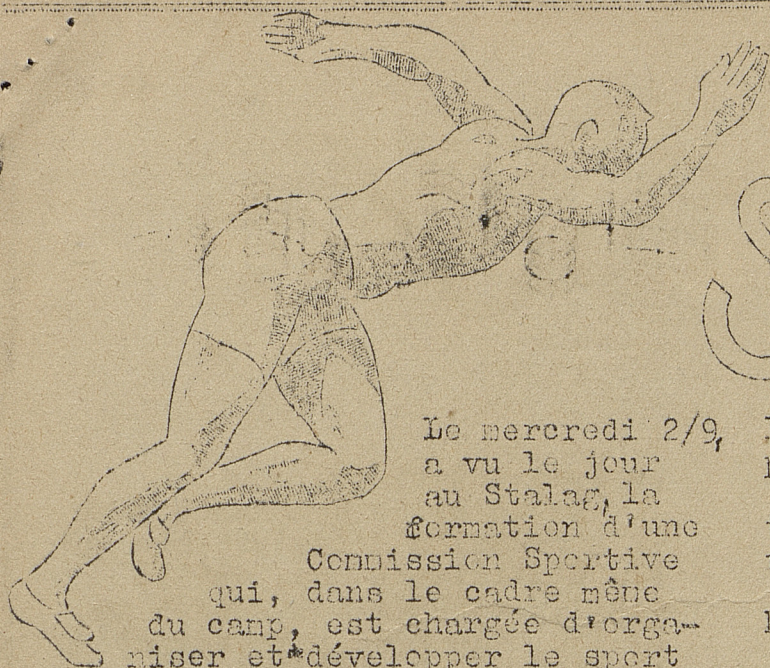 Le mercredi 2/9,
a vu le jour
au Stalag, la
formation d'une
Commission Sportive
qui, dans le cadre même
du camp, est chargée d'orga-
niser et développer le sport